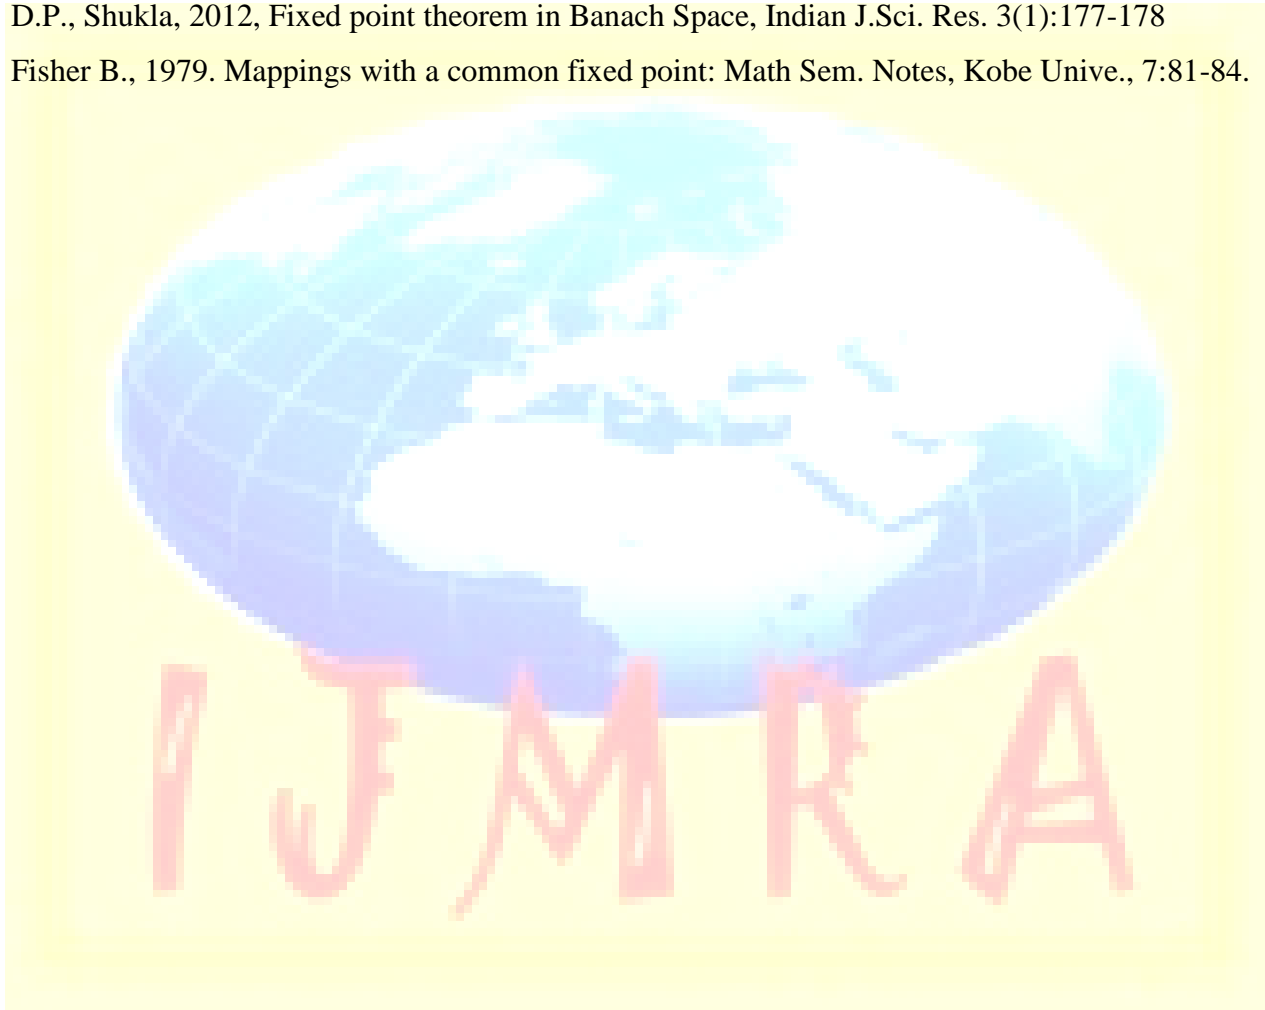 D.P., Shukla, 2012, Fixed point theorem in Banach Space, Indian J.Sci. Res. 3(1):177-178
Fisher B., 1979. Mappings with a common fixed point: Math Sem. Notes, Kobe Unive., 7:81-84.
IJMRA